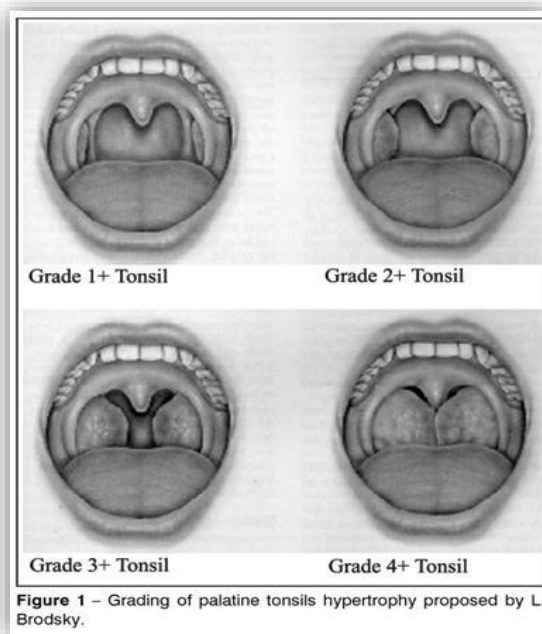 Grade 1+ Tonsil
Grade 2+ Tonsil
Grade 3+ Tonsil
Grade 4+ Tonsil
Figure 1 – Grading of palatine tonsils hypertrophy proposed by L.
Brodsky.